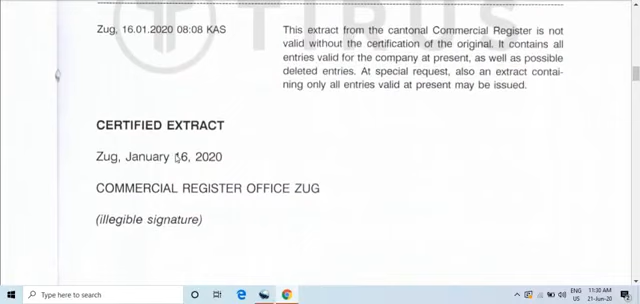 TIRUS
Zug, 16.01.2020 08:08 KAS
This extract from the cantonal Commercial Register is not
valid without the certification of the original. It contains all
entries valid for the company at present, as well as possible
deleted entries. At special request, also an extract contai-
ning only all entries valid at present may be issued.
CERTIFIED EXTRACT
Zug, January 16, 2020
COMMERCIAL REGISTER OFFICE ZUG
(illegible signature)
Type here to search
ENG
US
11:30 AM
21-Jun-20